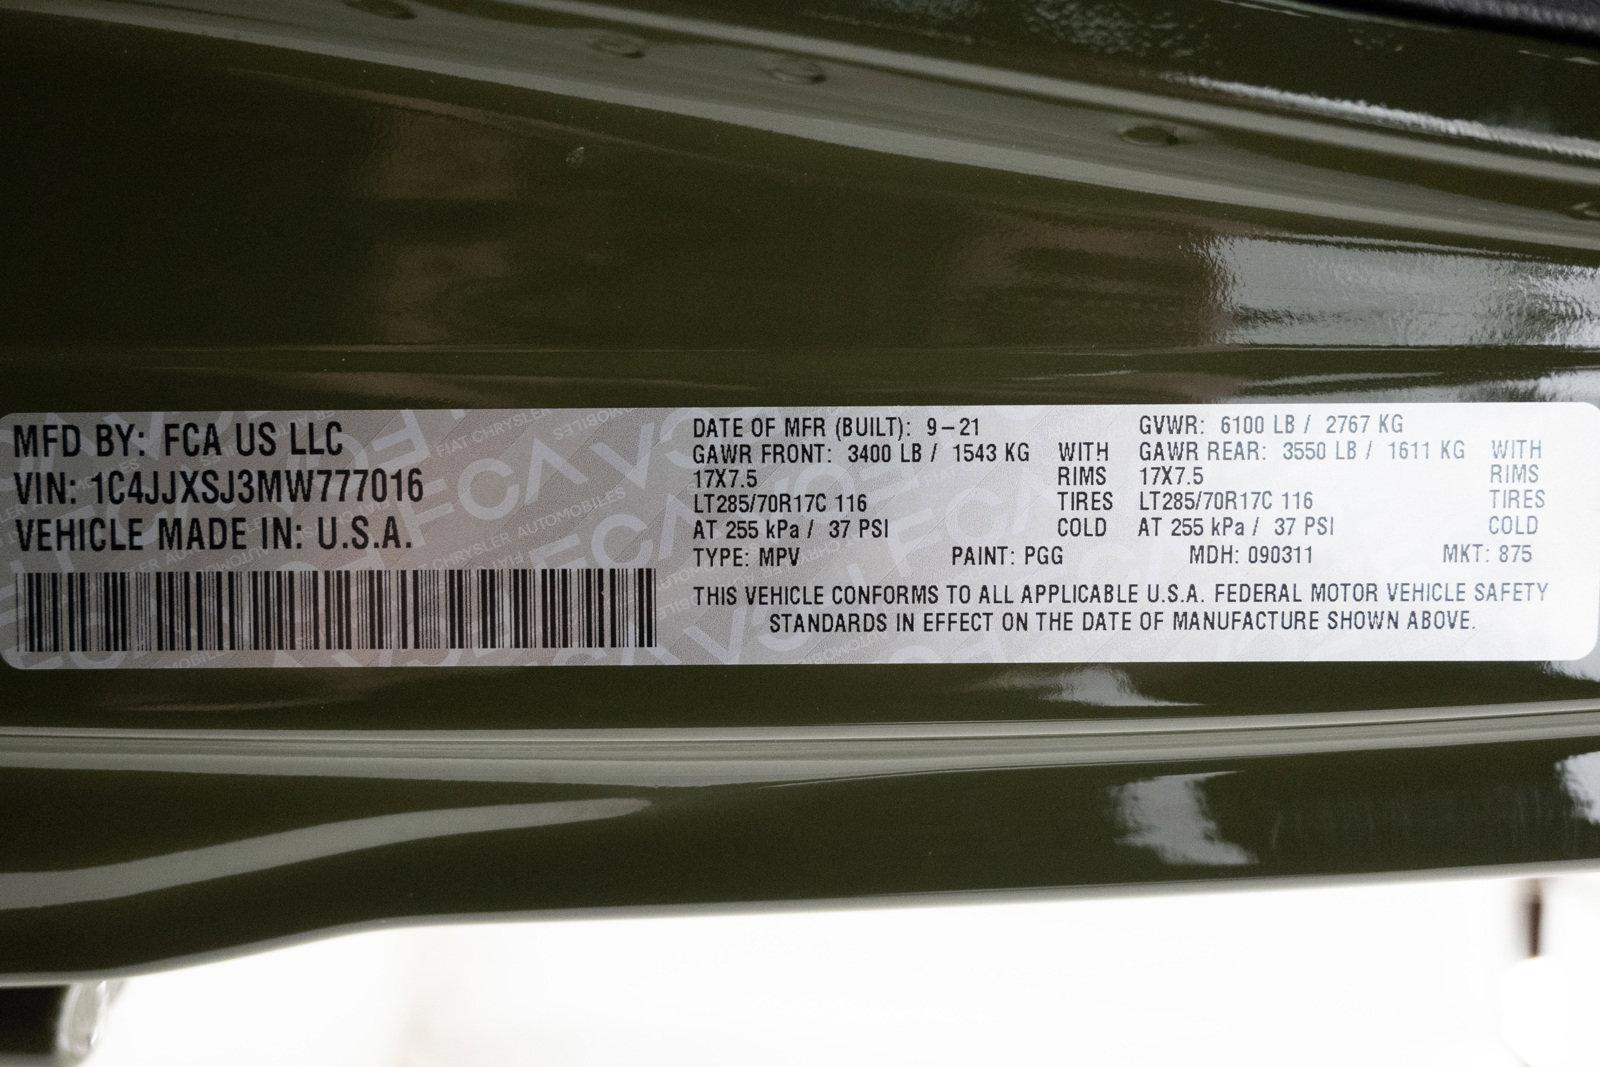 MFD BY: FCA US LLC
VIN: 1C4JJXSJ3MW777016
VEHICLE MADE IN: U.S.A.
DATE OF MFR (BUILT): 9-21
GAWR FRONT: 3400 LB / 1543 KG WITH
17X7.5 RIMS
LT285/70R17C 116 TIRES
AT 255 kPa / 37 PSI COLD
GVWR: 6100 LB / 2767 KG
GAWR REAR: 3550 LB / 1611 KG WITH
17X7.5 RIMS
LT285/70R17C 116 TIRES
AT 255 kPa / 37 PSI COLD
TYPE: MPV PAINT: PGG MDH: 090311 MKT: 875
THIS VEHICLE CONFORMS TO ALL APPLICABLE U.S.A. FEDERAL MOTOR VEHICLE SAFETY
STANDARDS IN EFFECT ON THE DATE OF MANUFACTURE SHOWN ABOVE.